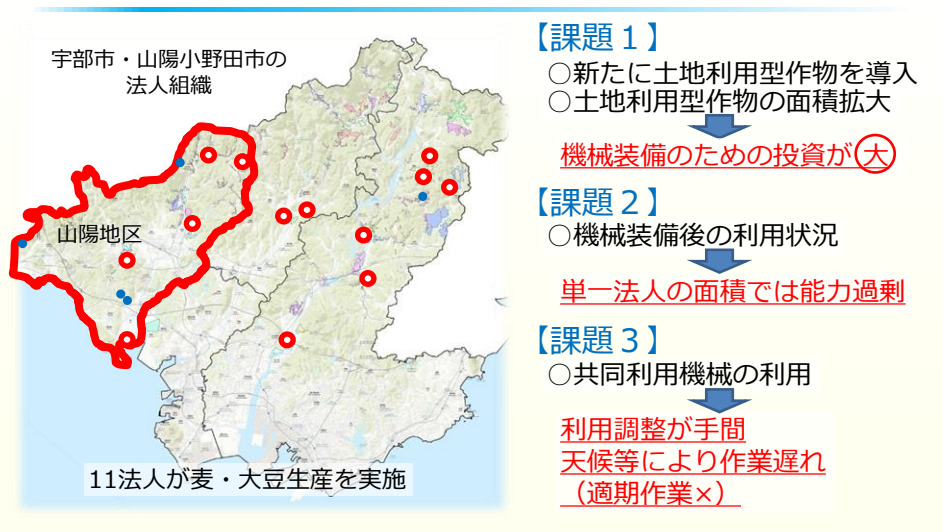 宇部市・山陽小野田市の
法人組織
山陽地区
11法人が麦・大豆生産を実施
【課題１】
○新たに土地利用型作物を導入
○土地利用型作物の面積拡大
機械装備のための投資が大
【課題２】
○機械装備後の利用状況
単一法人の面積では能力過剰
【課題３】
○共同利用機械の利用
利用調整が手間
天候等により作業遅れ
（適期作業×）